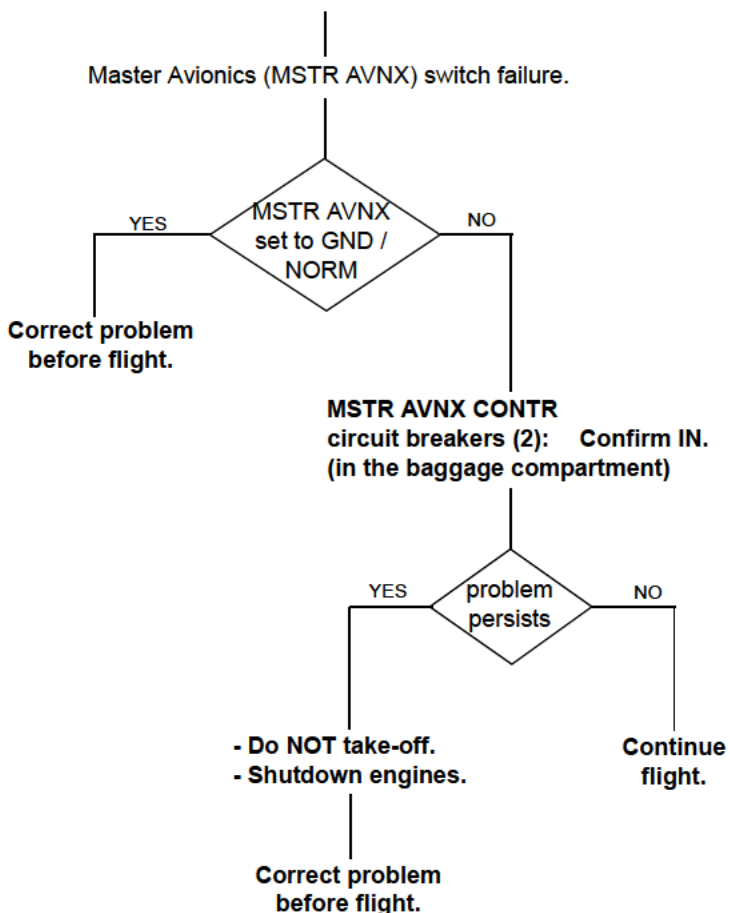 Master Avionics (MSTR AVNX) switch failure.
MSTR AVNX
set to GND /
NORM
YES
NO
Correct problem
before flight.
MSTR AVNX CONTR
circuit breakers (2): Confirm IN.
(in the baggage compartment)
problem
persists
YES
NO
- Do NOT take-off.
- Shutdown engines.
Continue
flight.
Correct problem
before flight.